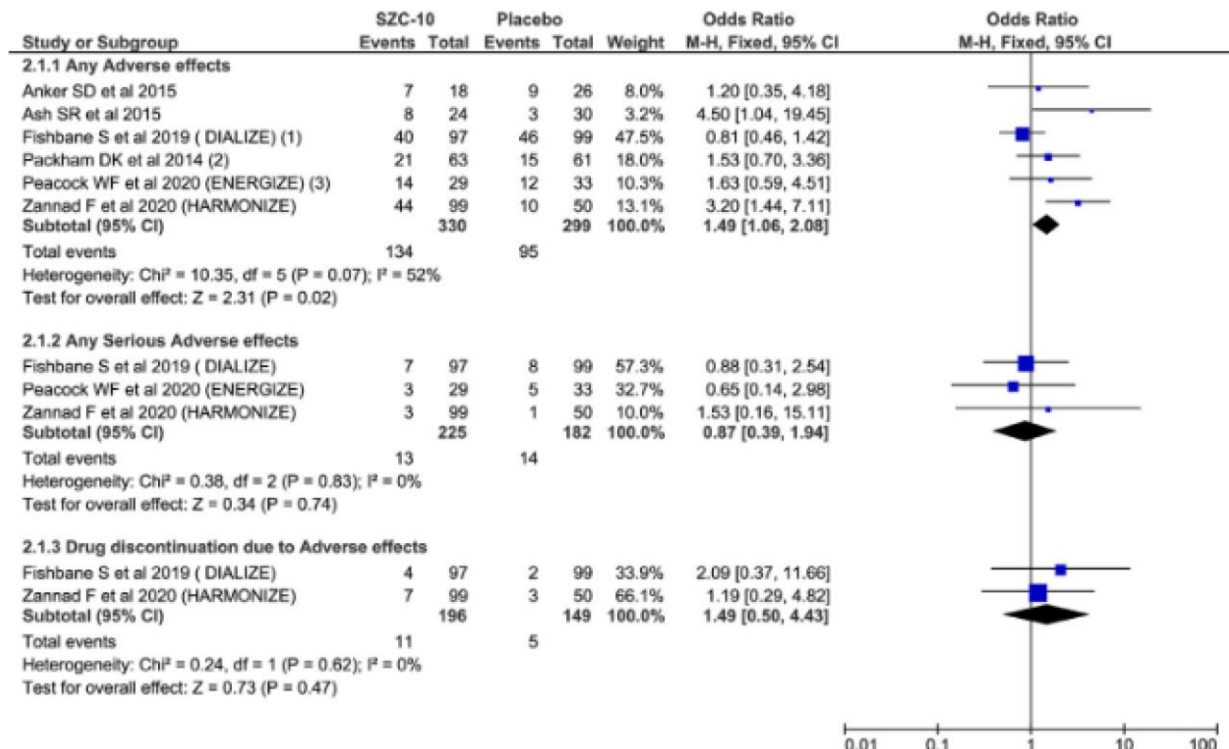 SZC-10 Placebo Odds Ratio Odds Ratio
Study or Subgroup Events Total Events Total Weight M-H, Fixed, 95% CI M-H, Fixed, 95% CI
2.1.1 Any Adverse effects
Anker SD et al 2015 7 18 9 26 8.0% 1.20 [0.35, 4.18]
Ash SR et al 2015 8 24 3 30 3.2% 4.50 [1.04, 19.45]
Fishbane S et al 2019 ( DIALIZE) (1) 40 97 46 99 47.5% 0.81 [0.46, 1.42]
Packham DK et al 2014 (2) 21 63 15 61 18.0% 1.53 [0.70, 3.36]
Peacock WF et al 2020 (ENERGIZE) (3) 14 29 12 33 10.3% 1.63 [0.59, 4.51]
Zannad F et al 2020 (HARMONIZE) 44 99 10 50 13.1% 3.20 [1.44, 7.11]
Subtotal (95% CI) 330 299 100.0% 1.49 [1.06, 2.08]
Total events 134 95
Heterogeneity: Chi² = 10.35, df = 5 (P = 0.07); I² = 52%
Test for overall effect: Z = 2.31 (P = 0.02)
2.1.2 Any Serious Adverse effects
Fishbane S et al 2019 ( DIALIZE) 7 97 8 99 57.3% 0.88 [0.31, 2.54]
Peacock WF et al 2020 (ENERGIZE) 3 29 5 33 32.7% 0.65 [0.14, 2.98]
Zannad F et al 2020 (HARMONIZE) 3 99 1 50 10.0% 1.53 [0.16, 15.11]
Subtotal (95% CI) 225 182 100.0% 0.87 [0.39, 1.94]
Total events 13 14
Heterogeneity: Chi² = 0.38, df = 2 (P = 0.83); I² = 0%
Test for overall effect: Z = 0.34 (P = 0.74)
2.1.3 Drug discontinuation due to Adverse effects
Fishbane S et al 2019 ( DIALIZE) 4 97 2 99 33.9% 2.09 [0.37, 11.66]
Zannad F et al 2020 (HARMONIZE) 7 99 3 50 66.1% 1.19 [0.29, 4.82]
Subtotal (95% CI) 196 149 100.0% 1.49 [0.50, 4.43]
Total events 11 5
Heterogeneity: Chi² = 0.24, df = 1 (P = 0.62); I² = 0%
Test for overall effect: Z = 0.73 (P = 0.47)
0.01 0.1 1 10 100